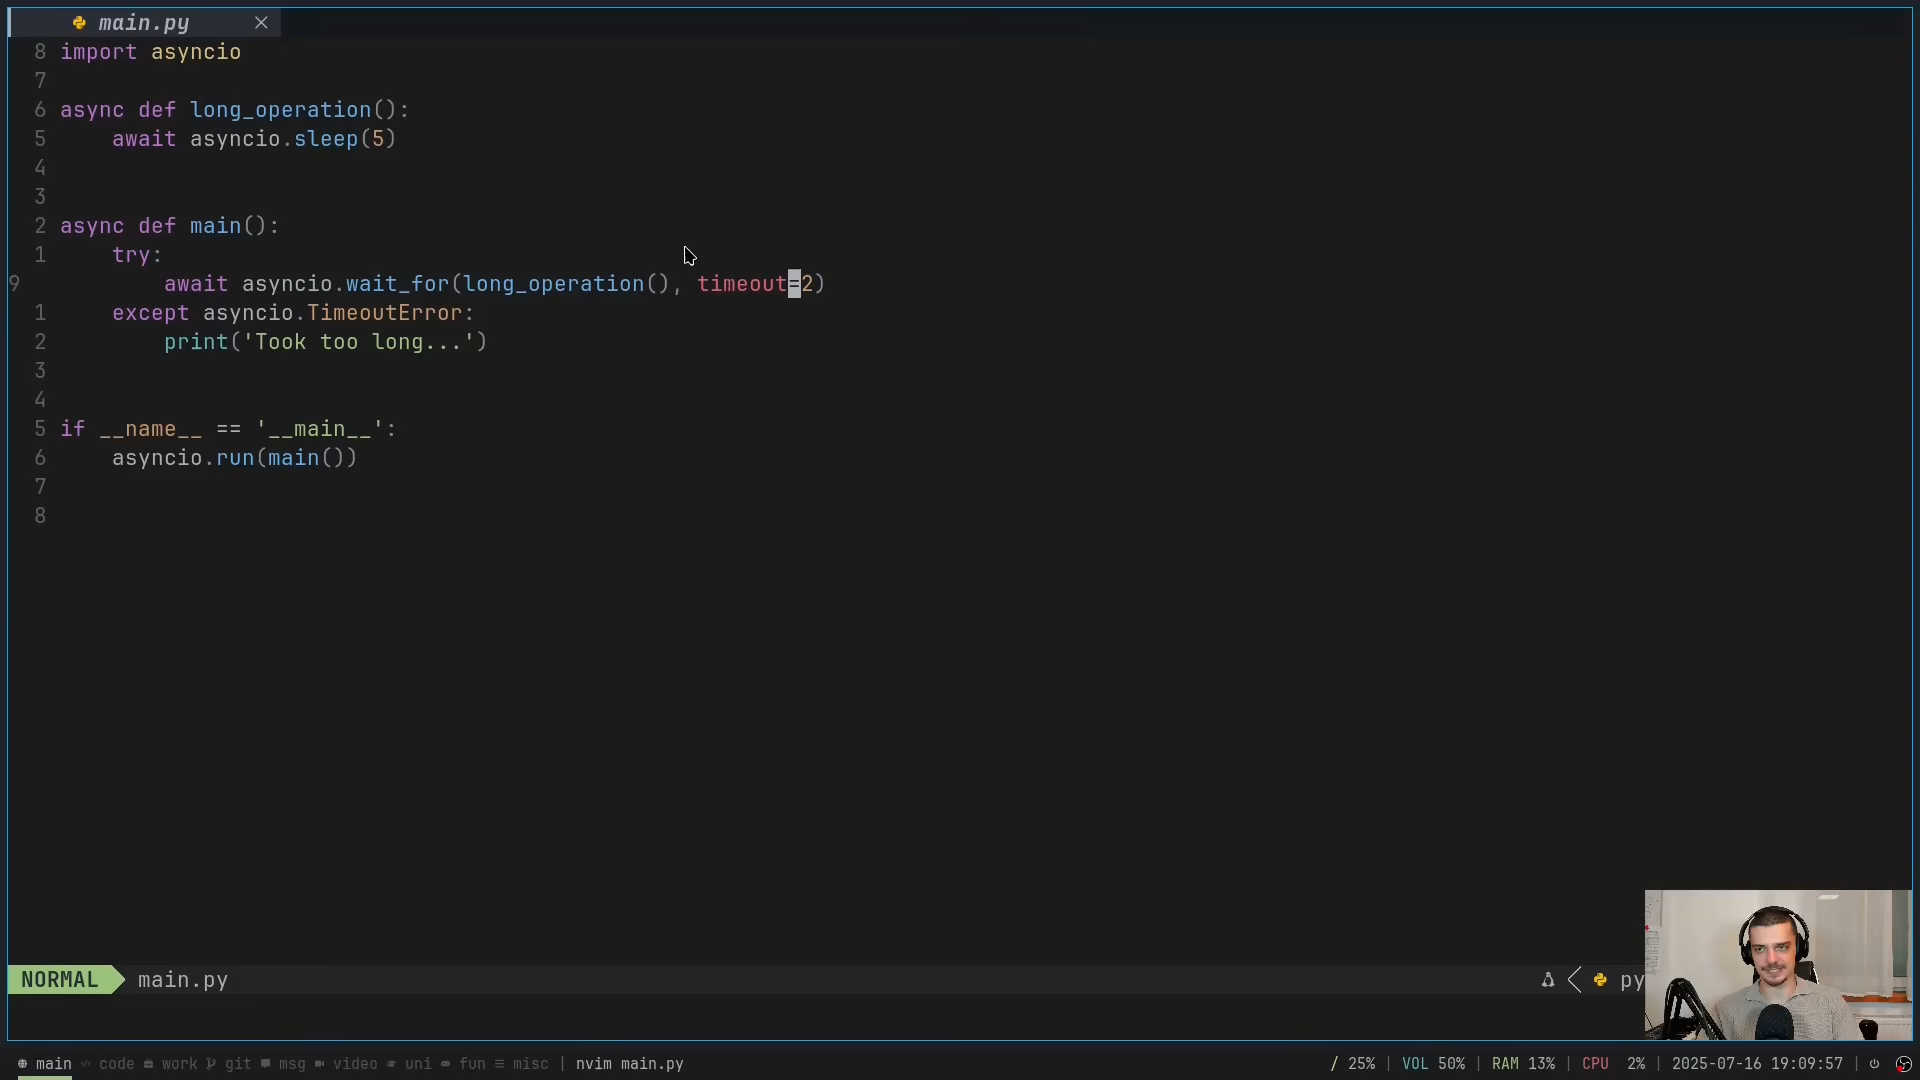 main.py
8 import asyncio
7
6 async def long_operation():
5     await asyncio.sleep(5)
4
3
2 async def main():
1     try:
9         await asyncio.wait_for(long_operation(), timeout=2)
1     except asyncio.TimeoutError:
2         print('Took too long...')
3
4
5 if __name__ == '__main__':
6     asyncio.run(main())
7
8
NORMAL main.py py
main code work git msg video uni fun misc | nvim main.py / 25% | VOL 50% | RAM 13% | CPU 2% | 2025-07-16 19:09:57 |